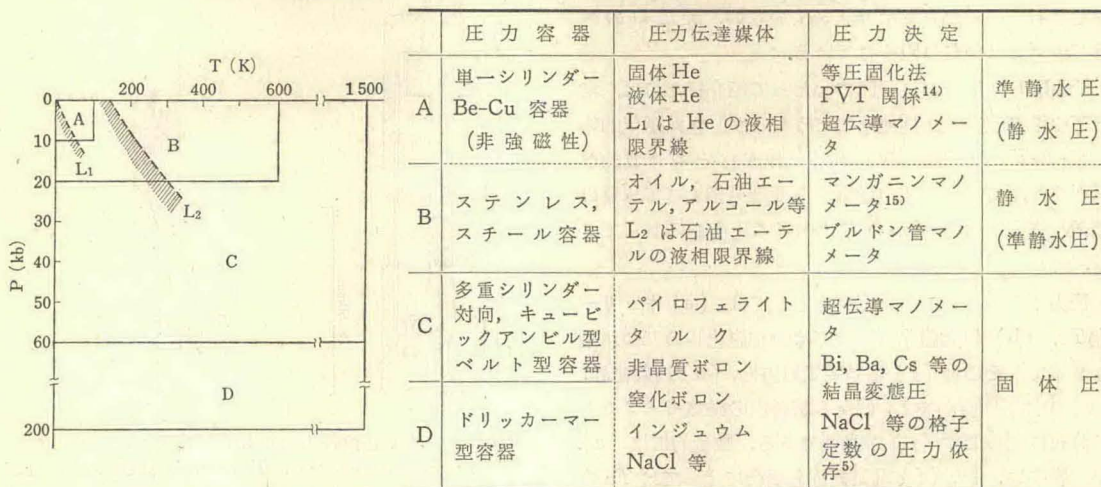 T (K)
0 200 400 600 1500
0
10
20
30
40
50
60
200
P (kb)
A
B
C
D
L₁
L₂
圧力容器 圧力伝達媒体 圧力決定
A
単一シリンダー
Be-Cu 容器
(非強磁性)
固体 He
液体 He
L₁ は He の液相
限界線
等圧固化法
PVT 関係¹⁴⁾
超伝導マノメー
タ
準静水圧
(静水圧)
B
ステンレス,
スチール容器
オイル, 石油エー
テル, アルコール等
L₂ は石油エーテ
ルの液相限界線
マンガニンマノ
メータ¹⁵⁾
ブルドン管マノ
メータ
静水圧
(準静水圧)
C
多重シリンダー
対向, キュービ
ックアンビル型
ベルト型容器
D
ドリッカーマー
型容器
パイロフェライト
タルク
非晶質ボロン
窒化ボロン
インジュウム
NaCl 等
超伝導マノメー
タ
Bi, Ba, Cs 等の
結晶変態圧
NaCl 等の格子
定数の圧力依
存⁵⁾
固体圧